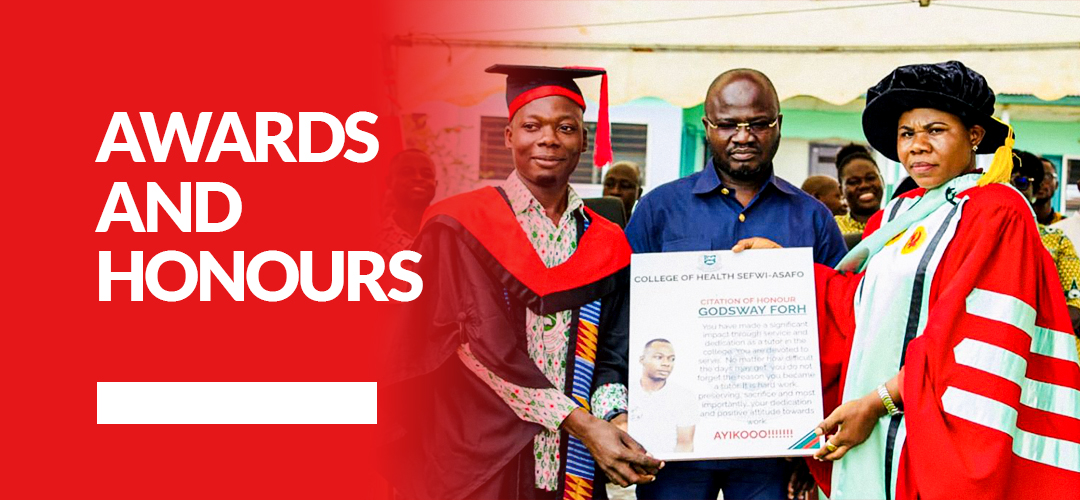 AWARDS
AND
HONOURS
COLLEGE OF HEALTH SEFWI-ASAFO
CITATION OF HONOUR
GODSWAY FORH
You have made a significant
impact through service and
dedication as a tutor in the
college. You are devoted to
serve. No matter how difficult
the days may get, you do not
forget the reason you became
a tutor. It is hard work,
preserving, sacrifice and most
importantly, your dedication
and positive attitude towards
work.
AYIKOOO!!!!!!!